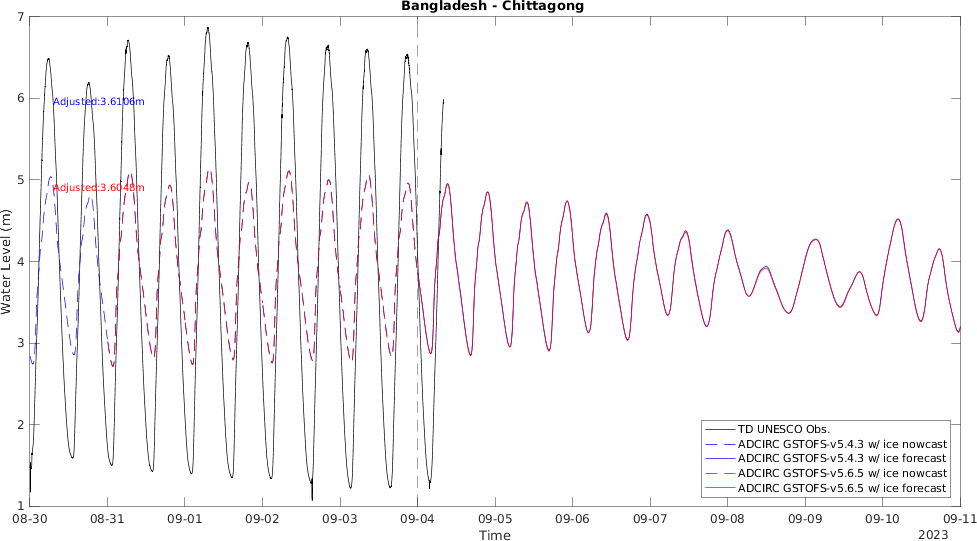 Bangladesh - Chittagong
7
6
5
4
3
2
1
Water Level (m)
Adjusted:3.6106m
Adjusted:3.6048m
TD UNESCO Obs.
ADCIRC GSTOFS-v5.4.3 w/ ice nowcast
ADCIRC GSTOFS-v5.4.3 w/ ice forecast
ADCIRC GSTOFS-v5.6.5 w/ ice nowcast
ADCIRC GSTOFS-v5.6.5 w/ ice forecast
08-30 08-31 09-01 09-02 09-03 09-04 09-05 09-06 09-07 09-08 09-09 09-10 09-11
Time
2023